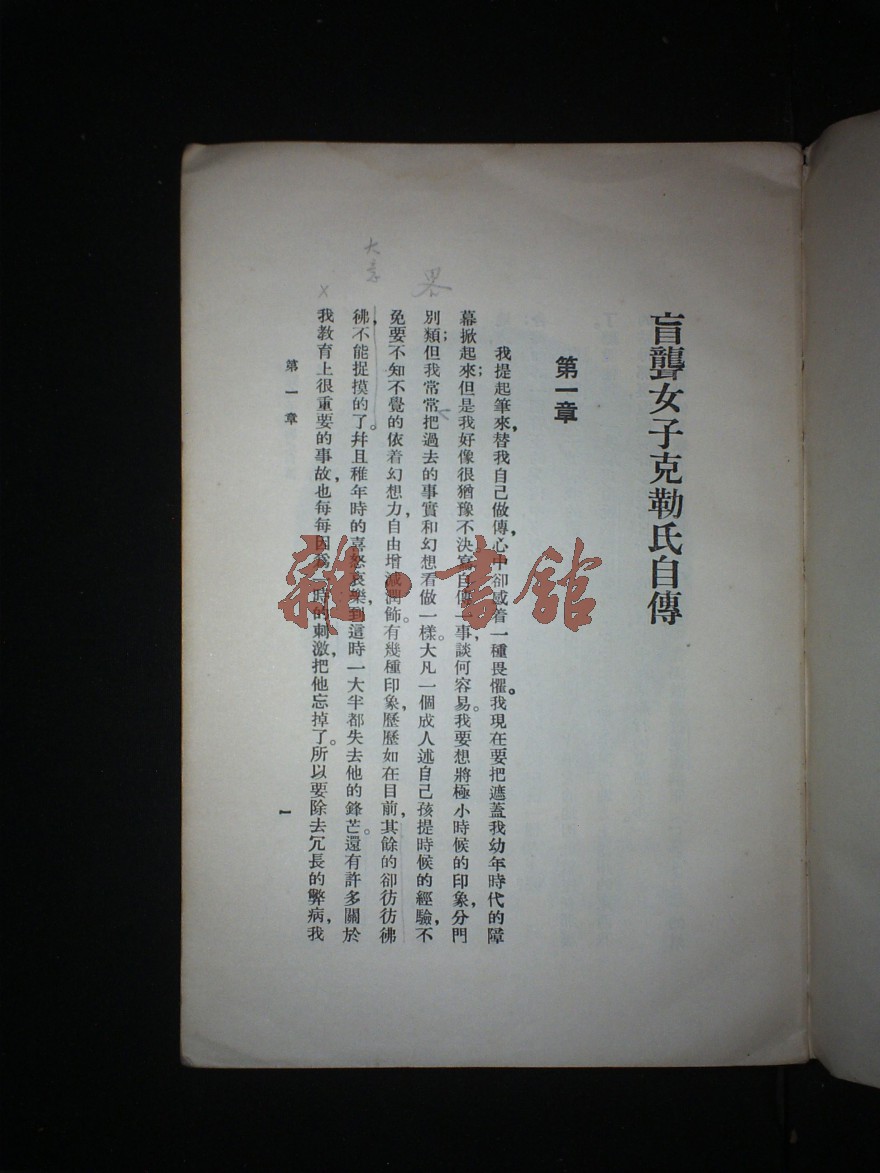 盲聾女子克勒氏自傳
第一章
我提起筆來，替我自己做傳，心中卻感着一種畏懼。我現在要把遮蓋我幼年時代的障
幕掀起來；但是我好像很猶豫不決。寫自傳一事，談何容易。我要想將極小時候的印象，分門
別類；但我常常把過去的事實和幻想看做一樣。大凡一個成人述自己孩提時候的經驗，不
免要不知不覺的依着幻想力自由增減潤飾。有幾種印象，歷歷如在目前，其餘的卻彷彷彿
彿，不能捉摸的了。幷且稚年時的喜怒哀樂，到這時一大半都失去他的鋒芒。還有許多關於
我教育上很重要的事故，也每每因爲一時的刺激，把他忘掉了。所以要除去冗長的弊病，我
第一章
一
雜·書館